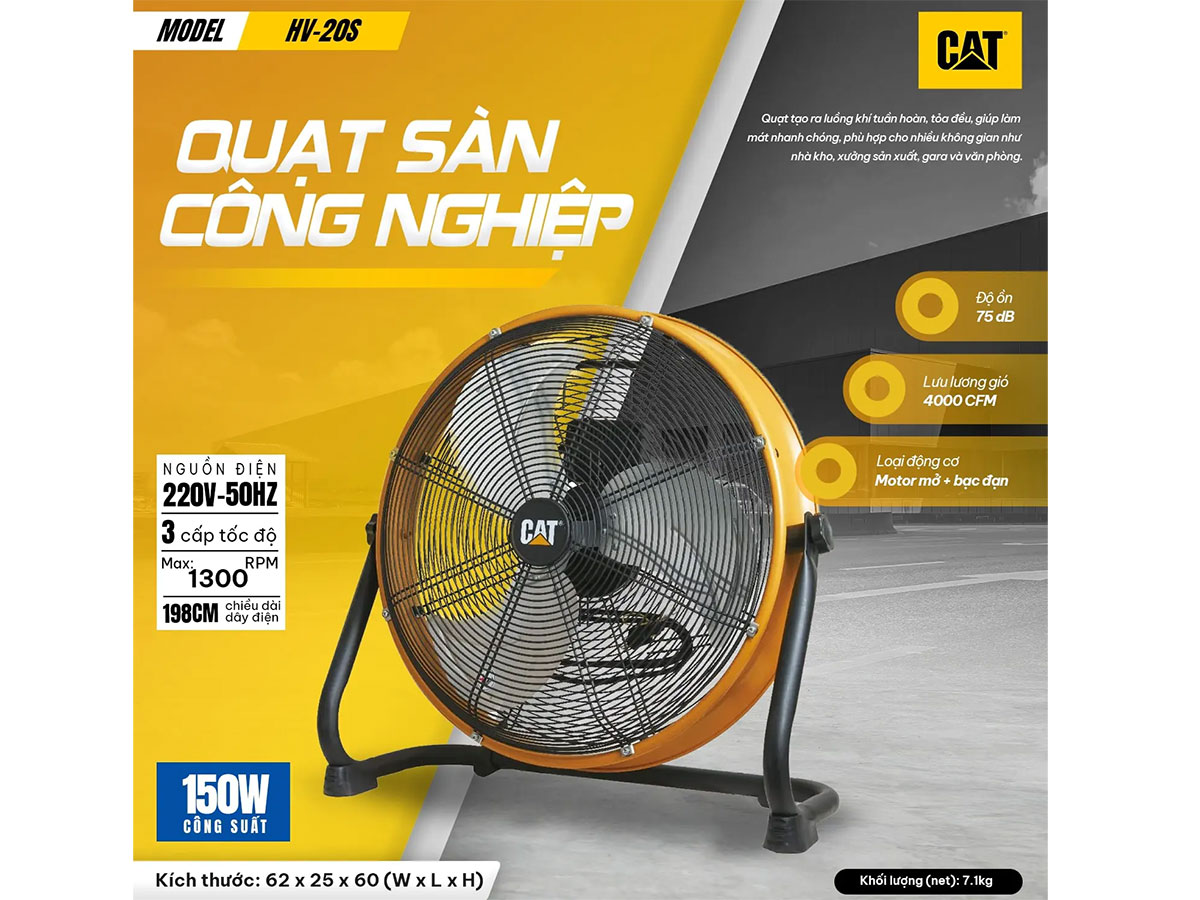 MODEL HV-20S
CAT
Quạt tạo ra luồng khí tuần hoàn, tỏa đều, giúp làm
mát nhanh chóng, phù hợp cho nhiều không gian như
nhà kho, xưởng sản xuất, gara và văn phòng.
QUẠT SÀN
CÔNG NGHIỆP
Độ ồn
75 dB
Lưu lượng gió
4000 CFM
Loại động cơ
Motor mở + bạc đạn
NGUỒN ĐIỆN
220V-50HZ
3 cấp tốc độ
Max: 1300 RPM
198CM chiều dài
dây điện
CAT
150W
CÔNG SUẤT
Kích thước: 62 x 25 x 60 (W x L x H)
Khối lượng (net): 7.1kg